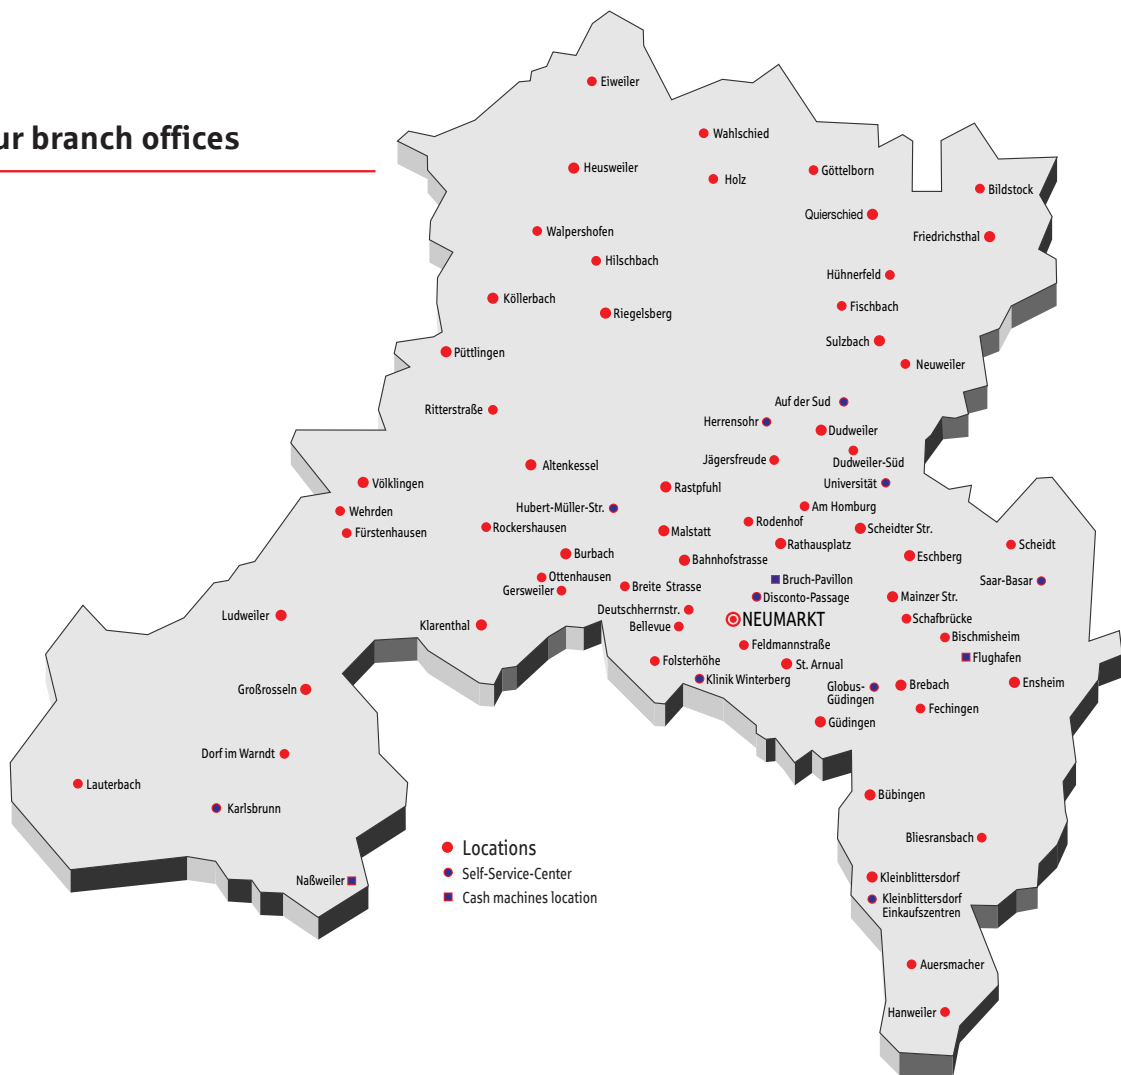 ur branch offices
Eiweiler
Wahlschied
Heusweiler
Holz
Göttelborn
Bildstock
Quierschied
Friedrichsthal
Walpershofen
Hilschbach
Hühnerfeld
Köllerbach
Riegelsberg
Fischbach
Sulzbach
Püttlingen
Neuweiler
Ritterstraße
Auf der Sud
Herrensohr
Dudweiler
Jägersfreude
Dudweiler-Süd
Altenkessel
Völklingen
Rastpfuhl
Universität
Hubert-Müller-Str.
Am Homburg
Wehrden
Rodenhof
Rockershausen
Fürstenhausen
Malstatt
Scheidter Str.
Rathausplatz
Scheidt
Burbach
Bahnhofstrasse
Eschberg
Ottenhausen
Bruch-Pavillon
Saar-Basar
Gersweiler
Breite Strasse
Disconto-Passage
Mainzer Str.
Deutschherrnstr.
Ludweiler
NEUMARKT
Schafbrücke
Klarenthal
Bellevue
Bischmisheim
Feldmannstraße
Flughafen
Folsterhöhe
St. Arnual
Klinik Winterberg
Globus-
Güdingen
Brebach
Ensheim
Großrosseln
Fechingen
Güdingen
Dorf im Warndt
Lauterbach
Bübingen
Karlsbrunn
Bliesransbach
Locations
Self-Service-Center
Cash machines location
Naßweiler
Kleinblittersdorf
Kleinblittersdorf
Einkaufszentren
Auersmacher
Hanweiler